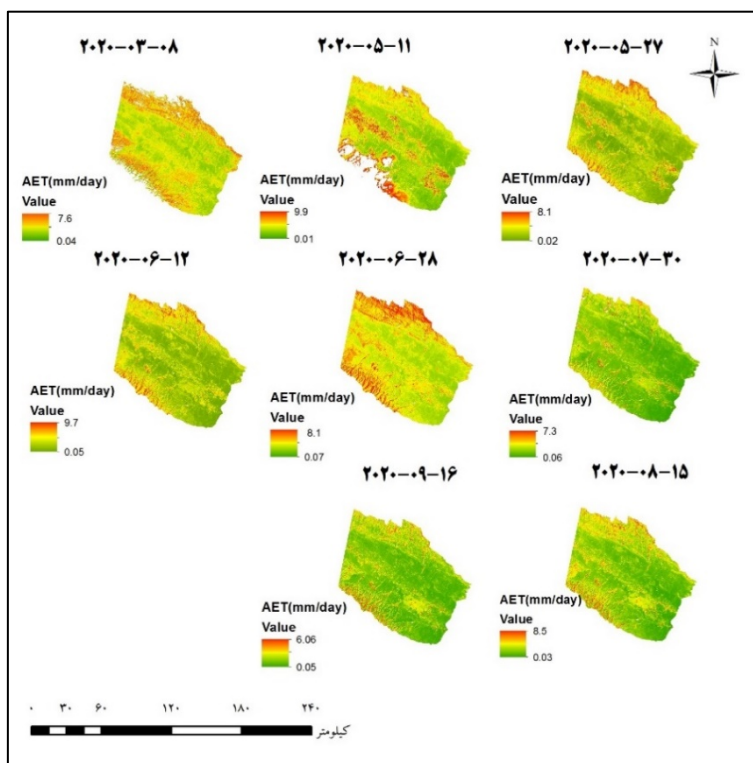 ۲۰۲۰-۰۳-۰۸
AET(mm/day)
Value
7.6
0.04
۲۰۲۰-۰۵-۱۱
AET(mm/day)
Value
9.9
0.01
۲۰۲۰-۰۵-۲۷
AET(mm/day)
Value
8.1
0.02
N
۲۰۲۰-۰۶-۱۲
AET(mm/day)
Value
9.7
0.05
۲۰۲۰-۰۶-۲۸
AET(mm/day)
Value
8.1
0.07
۲۰۲۰-۰۷-۳۰
AET(mm/day)
Value
7.3
0.06
۲۰۲۰-۰۹-۱۶
AET(mm/day)
Value
6.06
0.05
۲۰۲۰-۰۸-۱۵
AET(mm/day)
Value
8.5
0.03
۰ ۳۰ ۶۰ ۱۲۰ ۱۸۰ ۲۴۰
کیلومتر